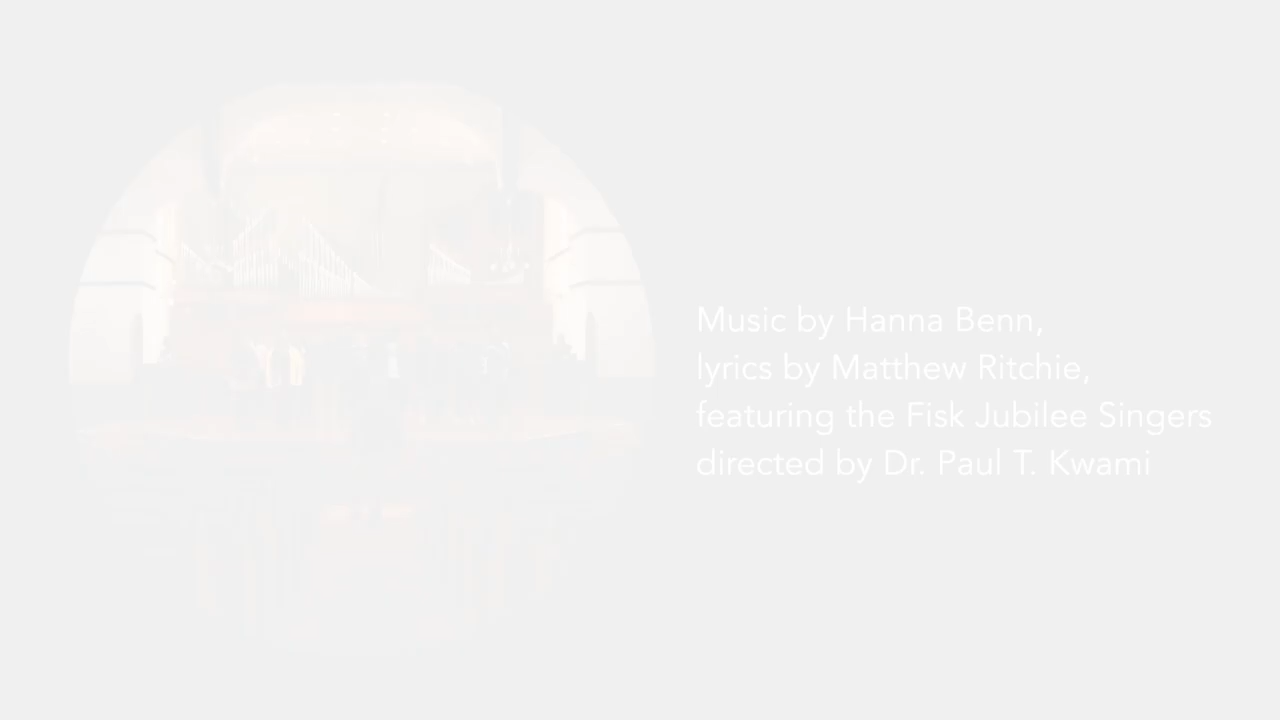 Music by Hanna Benn,
lyrics by Matthew Ritchie,
featuring the Fisk Jubilee Singers
directed by Dr. Paul T. Kwami